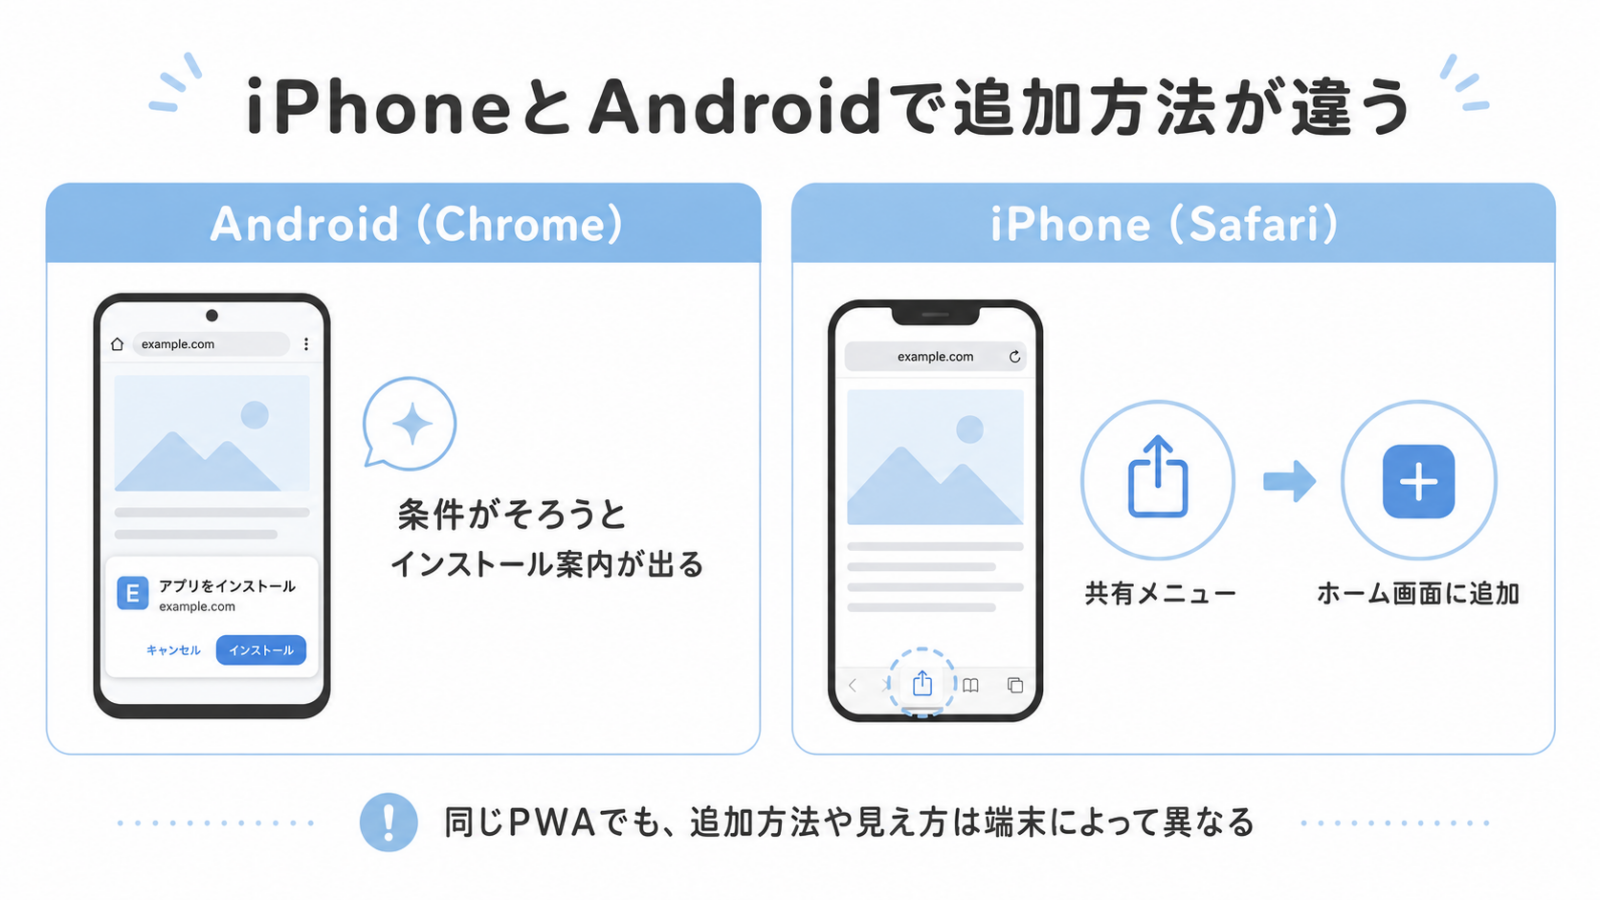 iPhoneとAndroidで追加方法が違う
Android（Chrome）
example.com
アプリをインストール
E
example.com
キャンセル
インストール
条件がそろうと
インストール案内が出る
iPhone（Safari）
example.com
共有メニュー
ホーム画面に追加
同じPWAでも、追加方法や見え方は端末によって異なる